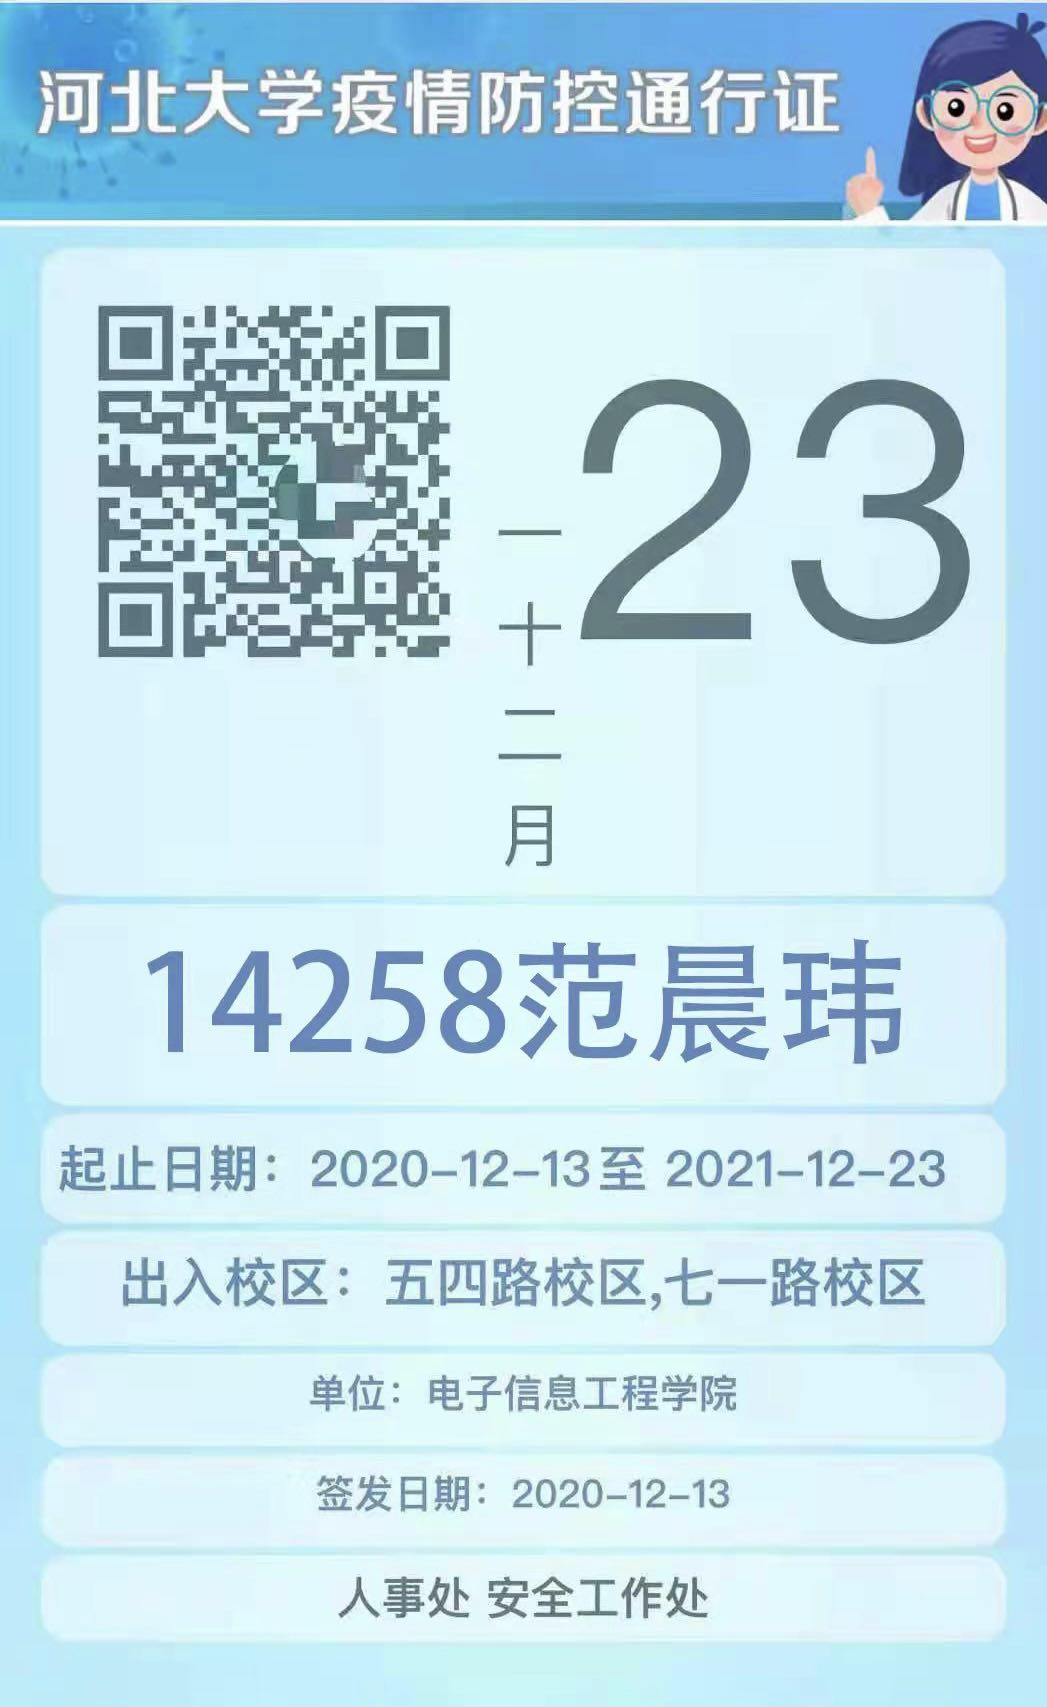 河北大学疫情防控通行证
23
一十二月
14258范晨玮
起止日期：2020-12-13至 2021-12-23
出入校区：五四路校区,七一路校区
单位：电子信息工程学院
签发日期：2020-12-13
人事处 安全工作处